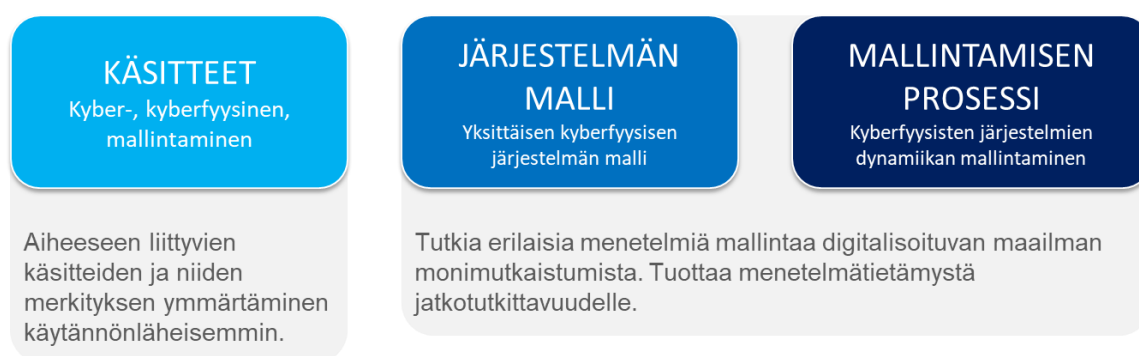 KÄSITTEET
Kyber-, kyberfyysinen,
mallintaminen
Aiheeseen liittyvien
käsitteiden ja niiden
merkityksen ymmärtäminen
käytännönläheisemmin.
JÄRJESTELMÄN
MALLI
Yksittäisen kyberfyysisen
järjestelmän malli
MALLINTAMISEN
PROSESSI
Kyberfyysisten järjestelmien
dynamiikan mallintaminen
Tutkia erilaisia menetelmiä mallintaa digitalisoituvan maailman
monimutkaistumista. Tuottaa menetelmätietämystä
jatkotutkittavuudelle.